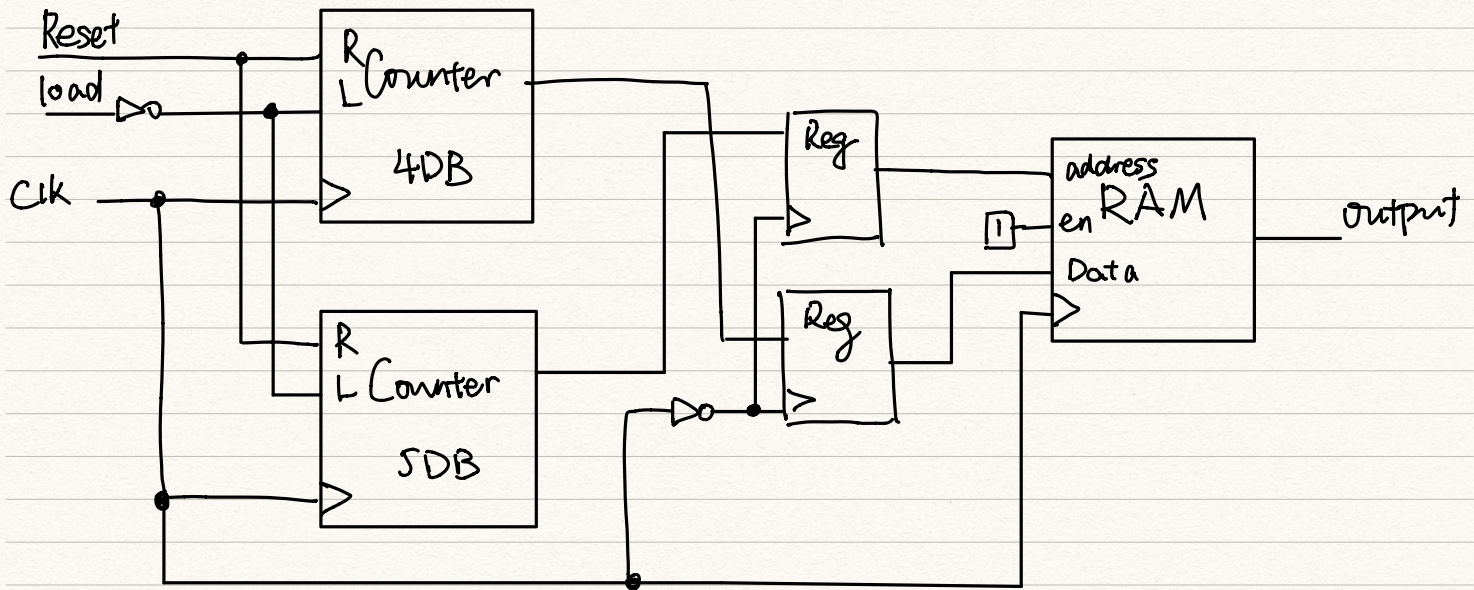 Reset
load
Clk
R
L
Counter
4DB
R
L
Counter
5DB
Reg
Reg
1
address
RAM
en
Data
output